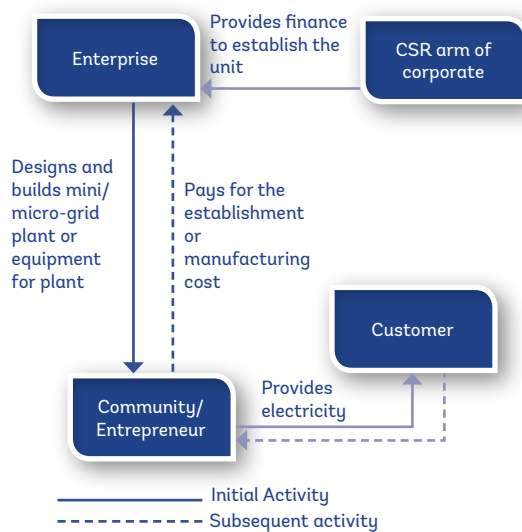 Provides finance
to establish the
unit
Enterprise
CSR arm of
corporate
Designs and
builds mini/
micro-grid
plant or
equipment
for plant
Pays for the
establishment
or
manufacturing
cost
Customer
Provides
electricity
Community/
Entrepreneur
Initial Activity
Subsequent activity